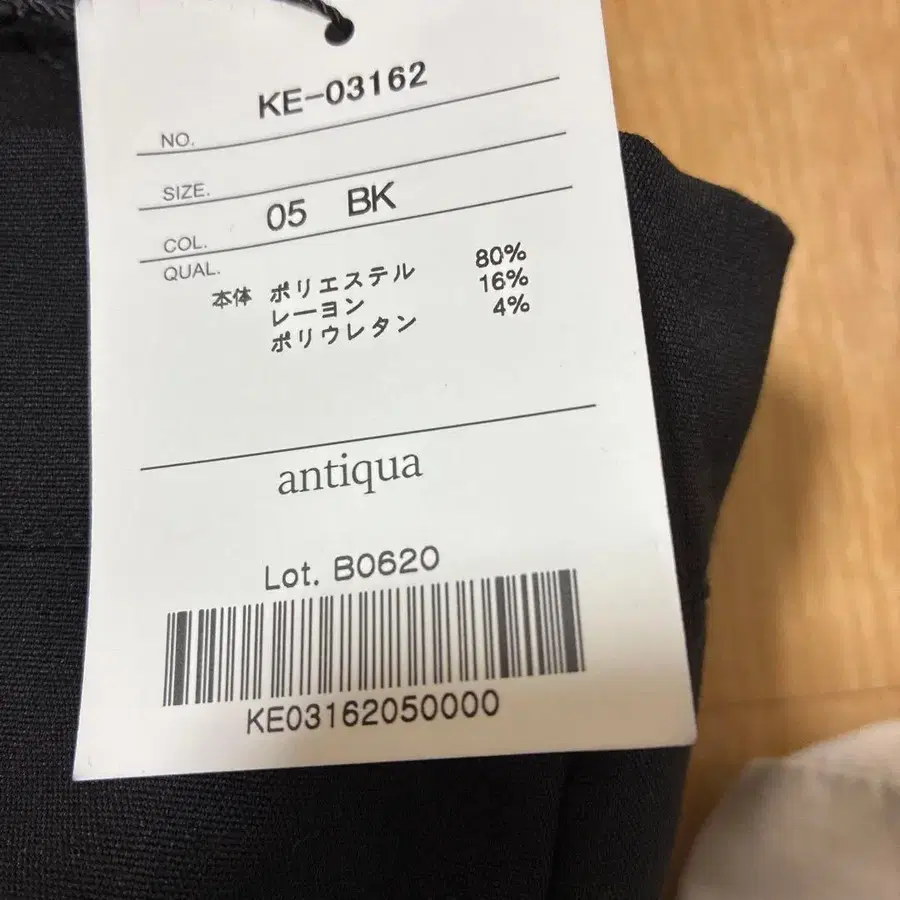 NO. KE-03162
SIZE.
COL. 05 BK
QUAL.
本体 ポリエステル 80%
レーヨン 16%
ポリウレタン 4%
antiqua
Lot. B0620
KE03162050000